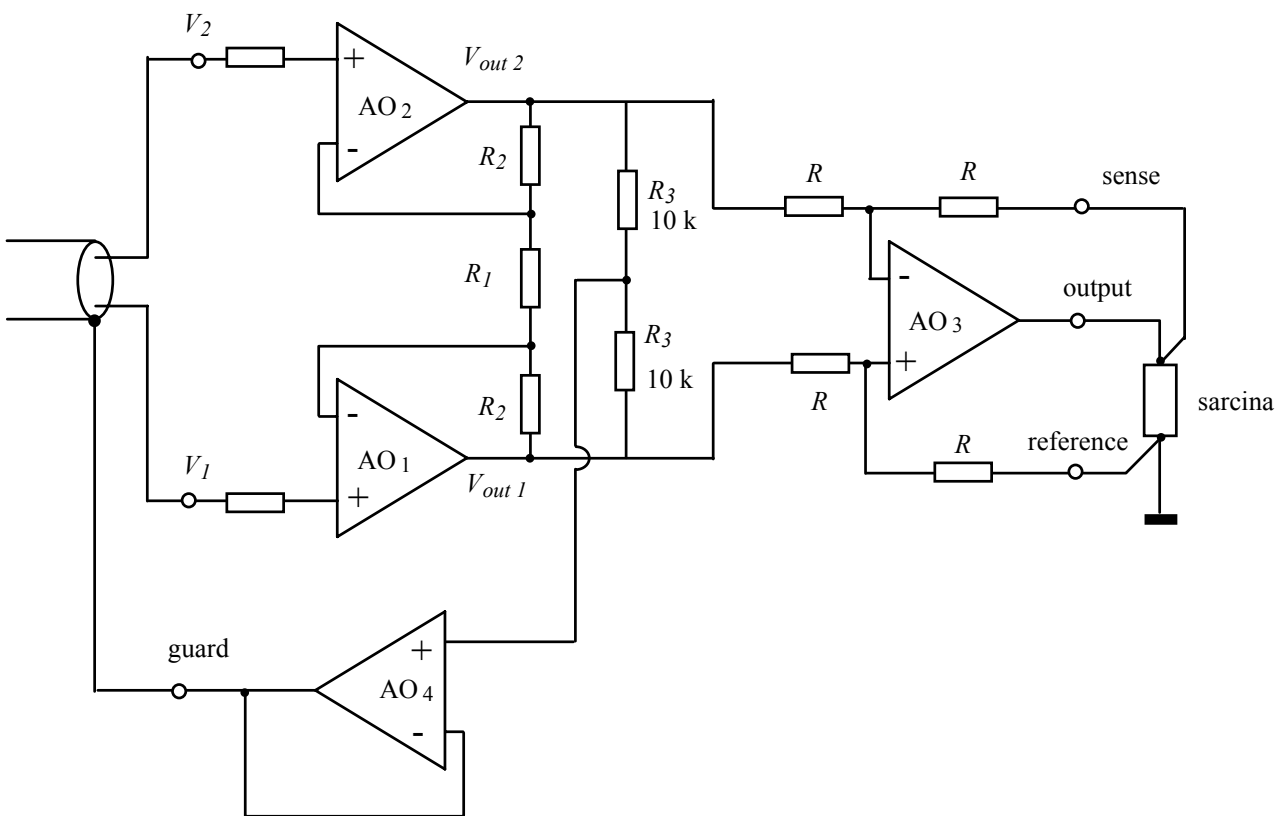 V2
+
AO 2
-
Vout 2
R2
R3
10 k
R
R
sense
R1
-
AO 3
+
output
R3
10 k
R2
-
AO 1
+
V1
Vout 1
R
R
reference
sarcina
guard
+
AO 4
-